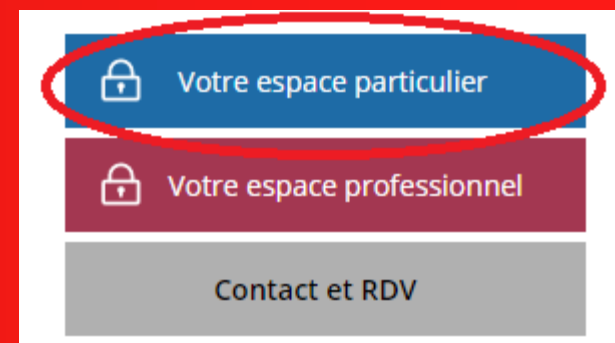 Votre espace particulier
Votre espace professionnel
Contact et RDV